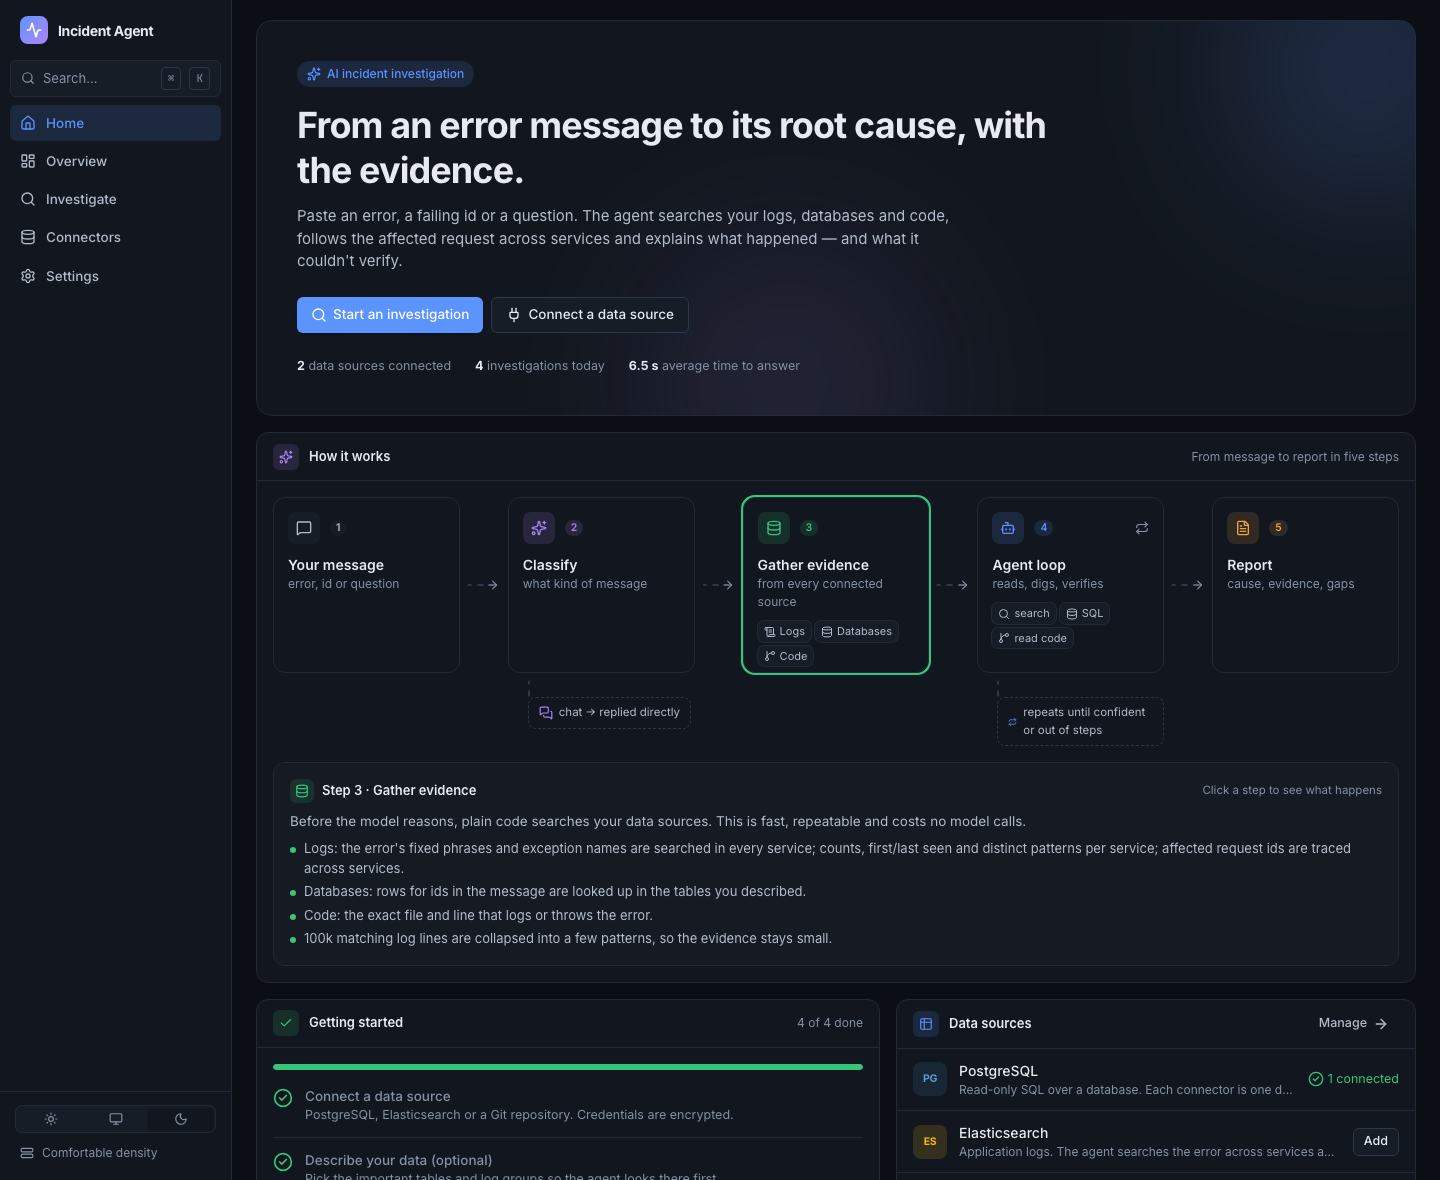 Incident Agent
Search...
⌘ K
Home
Overview
Investigate
Connectors
Settings
Comfortable density
AI incident investigation
From an error message to its root cause, with
the evidence.
Paste an error, a failing id or a question. The agent searches your logs, databases and code,
follows the affected request across services and explains what happened — and what it
couldn't verify.
Start an investigation
Connect a data source
2 data sources connected
4 investigations today
6.5 s average time to answer
How it works
From message to report in five steps
1
Your message
error, id or question
2
Classify
what kind of message
chat → replied directly
3
Gather evidence
from every connected
source
Logs
Databases
Code
4
Agent loop
reads, digs, verifies
search
SQL
read code
repeats until confident
or out of steps
5
Report
cause, evidence, gaps
Step 3 · Gather evidence
Click a step to see what happens
Before the model reasons, plain code searches your data sources. This is fast, repeatable and costs no model calls.
Logs: the error's fixed phrases and exception names are searched in every service; counts, first/last seen and distinct patterns per service; affected request ids are traced
across services.
Databases: rows for ids in the message are looked up in the tables you described.
Code: the exact file and line that logs or throws the error.
100k matching log lines are collapsed into a few patterns, so the evidence stays small.
Getting started
4 of 4 done
Connect a data source
PostgreSQL, Elasticsearch or a Git repository. Credentials are encrypted.
Describe your data (optional)
Pick the important tables and log groups so the agent looks there first.
Data sources
Manage
PG
PostgreSQL
Read-only SQL over a database. Each connector is one d...
1 connected
ES
Elasticsearch
Application logs. The agent searches the error across services a...
Add